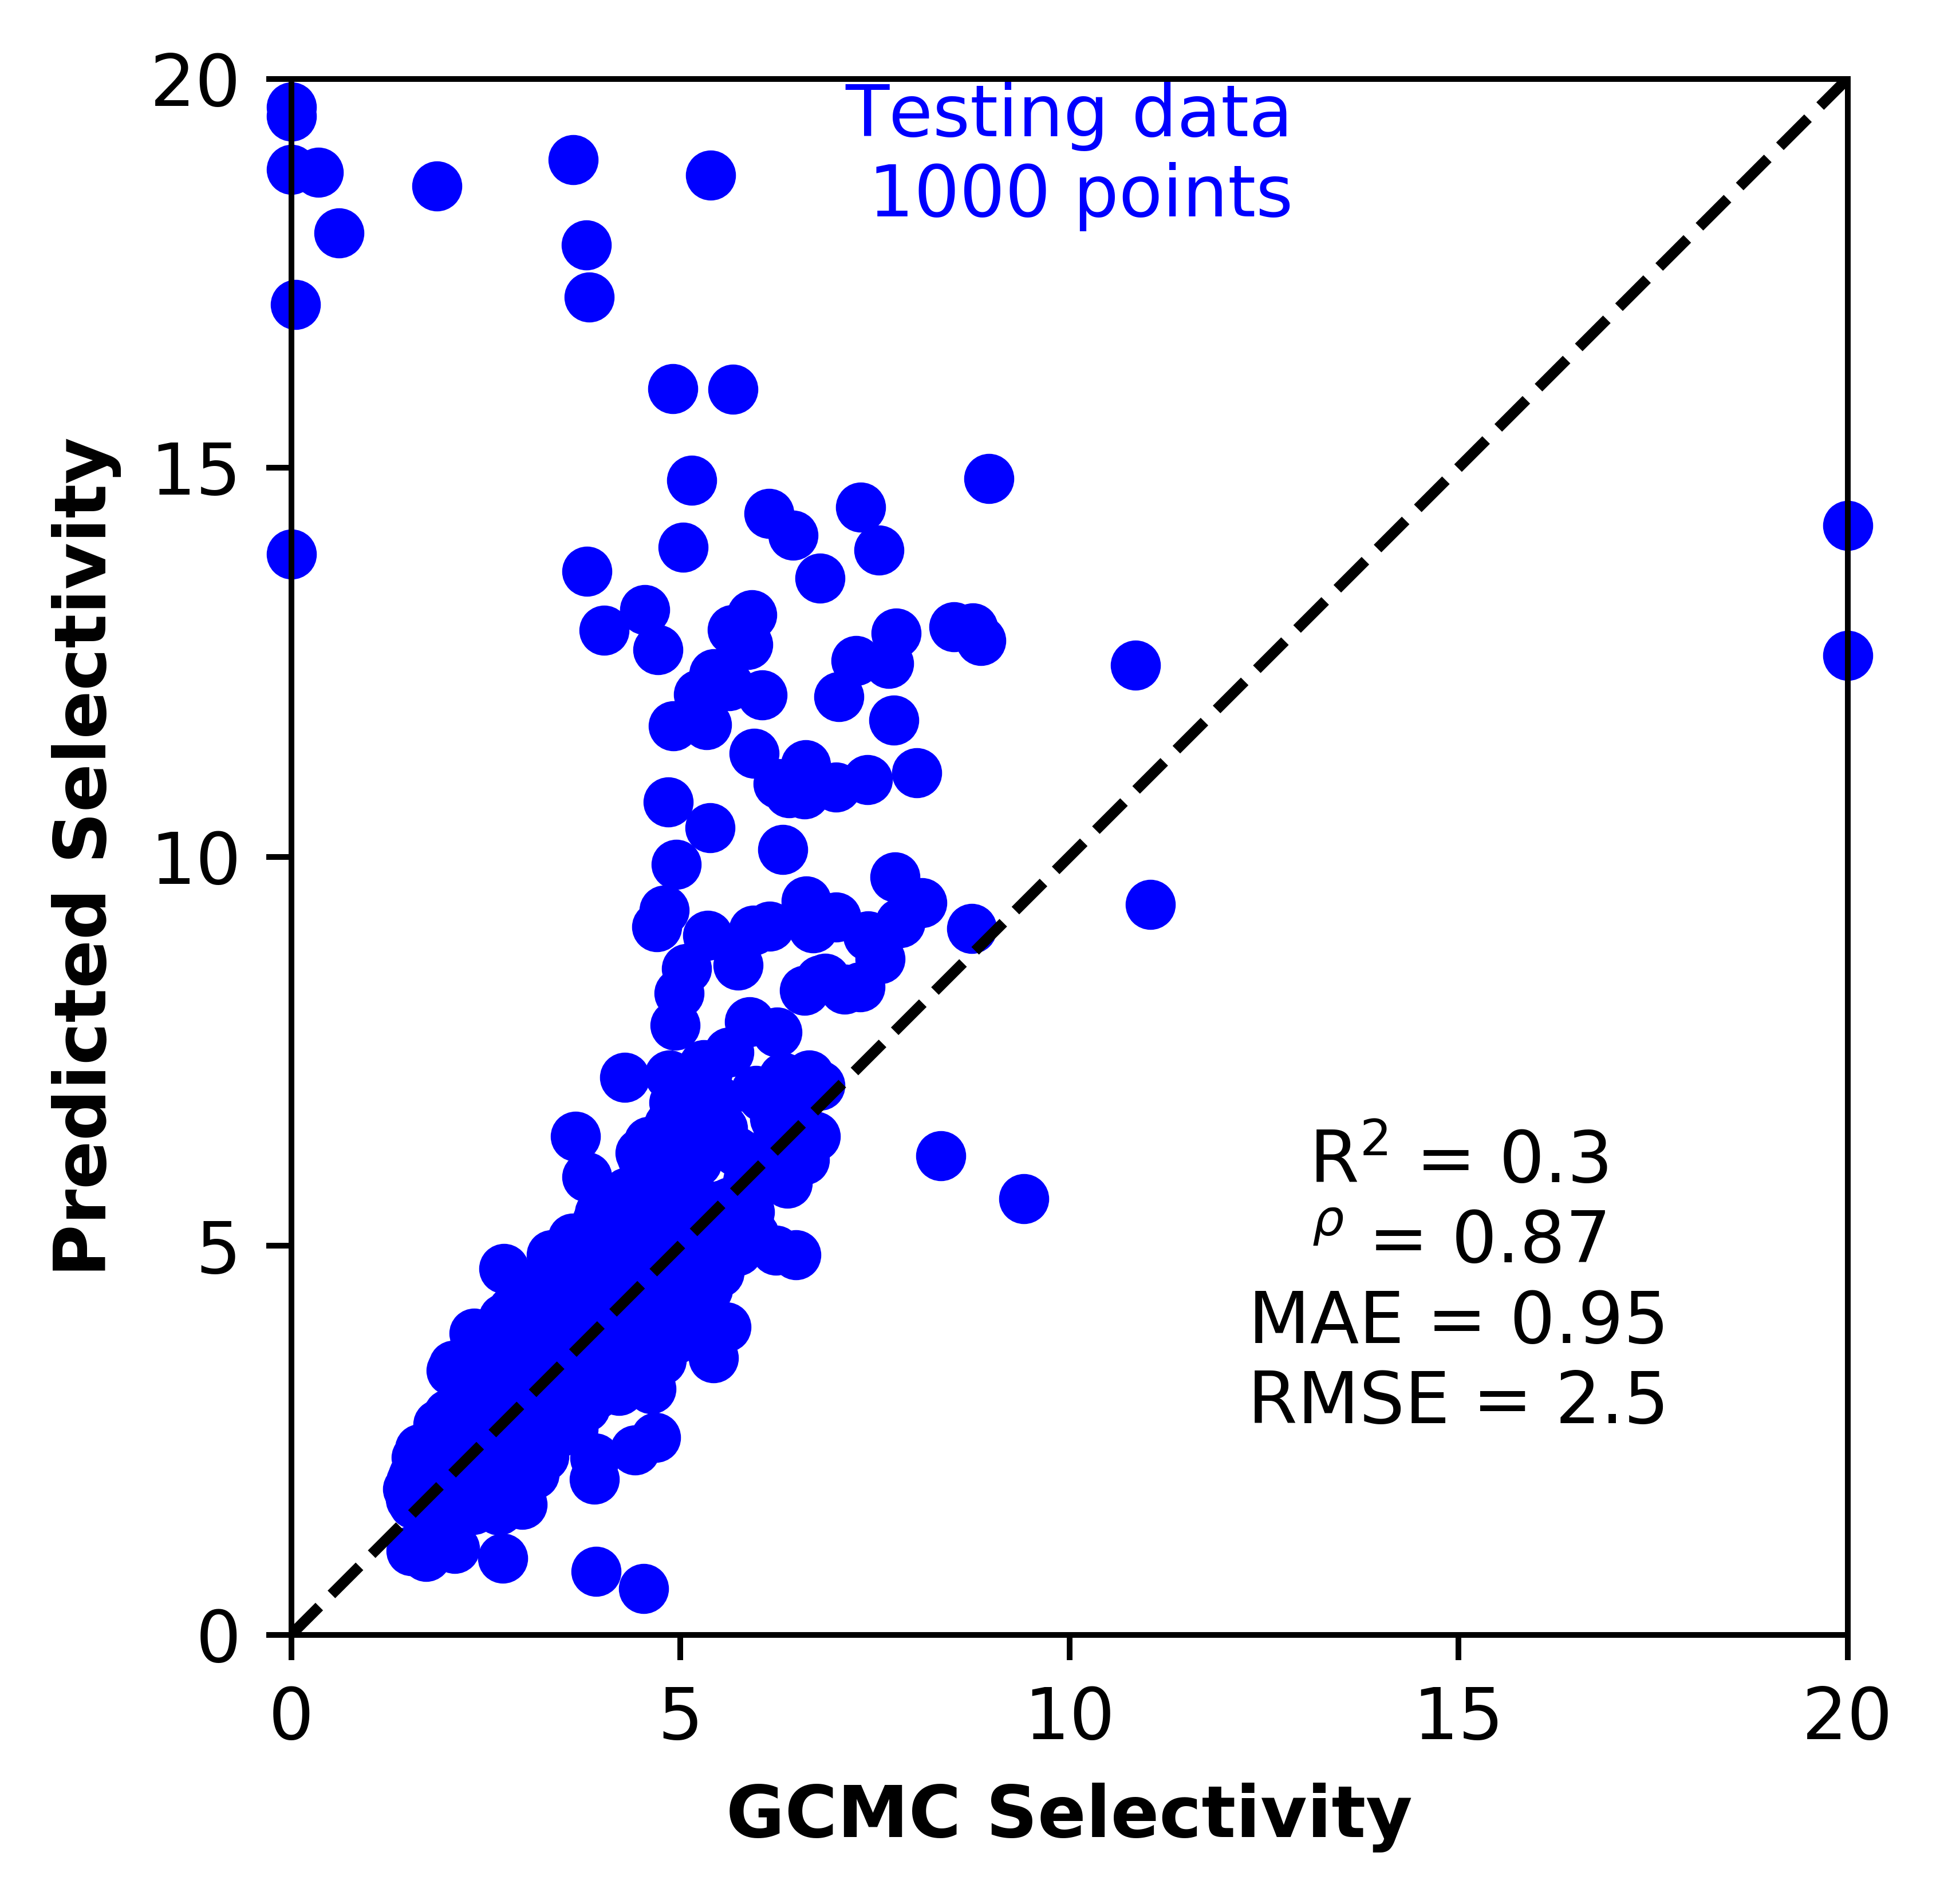 Testing data
1000 points
20
15
10
5
0
Predicted Selectivity
R² = 0.3
ρ = 0.87
MAE = 0.95
RMSE = 2.5
0 5 10 15 20
GCMC Selectivity